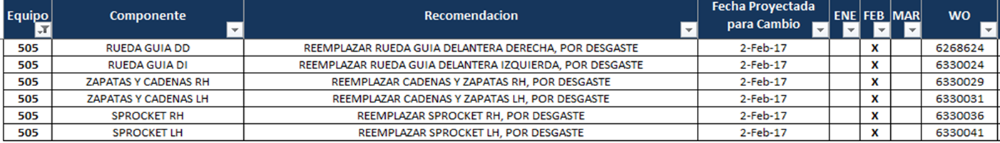 Equipo Componente Recomendacion Fecha Proyectada para Cambio ENE FEB MAR WO
505 RUEDA GUIA DD REEMPLAZAR RUEDA GUIA DELANTERA DERECHA, POR DESGASTE 2-Feb-17 X 6268624
505 RUEDA GUIA DI REEMPLAZAR RUEDA GUIA DELANTERA IZQUIERDA, POR DESGASTE 2-Feb-17 X 6330024
505 ZAPATAS Y CADENAS RH REEMPLAZAR CADENAS Y ZAPATAS RH, POR DESGASTE 2-Feb-17 X 6330029
505 ZAPATAS Y CADENAS LH REEMPLAZAR CADENAS Y ZAPATAS LH, POR DESGASTE 2-Feb-17 X 6330031
505 SPROCKET RH REEMPLAZAR SPROCKET RH, POR DESGASTE 2-Feb-17 X 6330036
505 SPROCKET LH REEMPLAZAR SPROCKET LH, POR DESGASTE 2-Feb-17 X 6330041